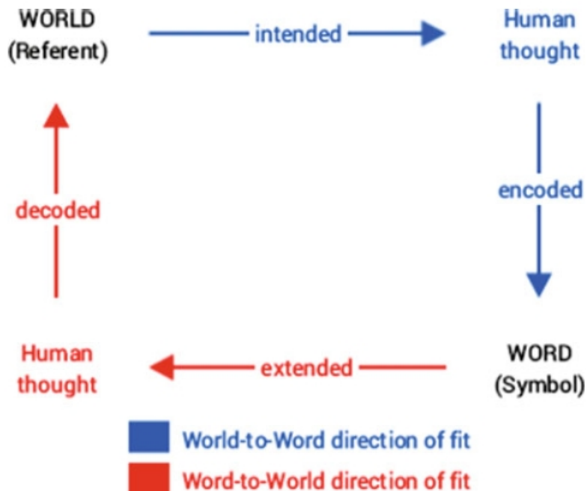 WORLD
(Referent)
intended
Human
thought
decoded
encoded
Human
thought
extended
WORD
(Symbol)
World-to-Word direction of fit
Word-to-World direction of fit